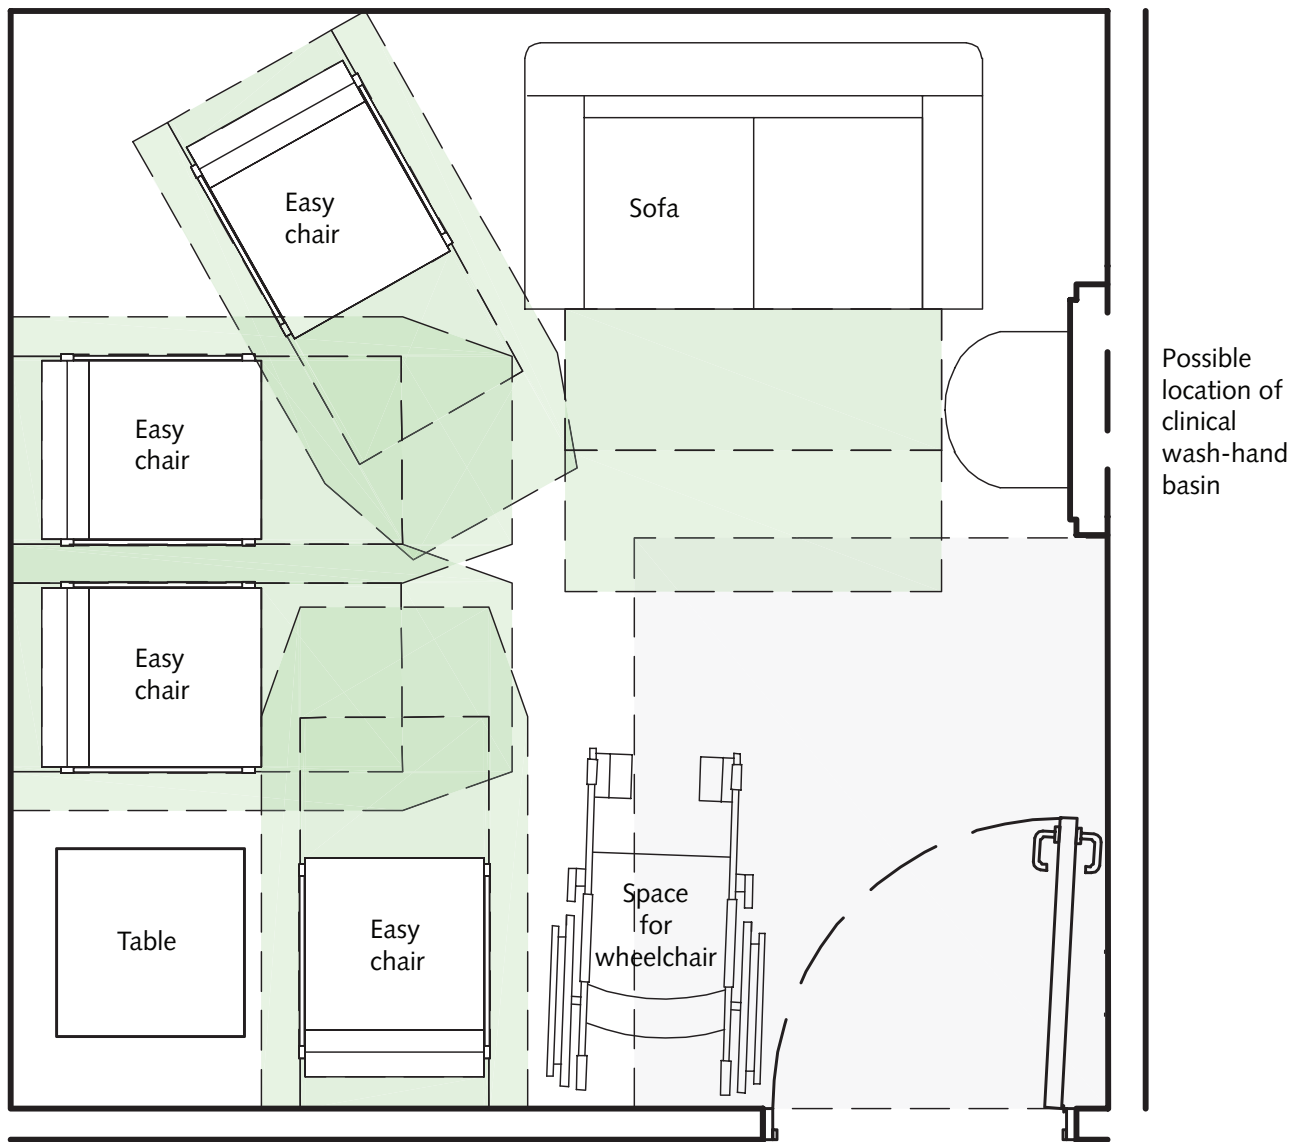 Easy
chair
Sofa
Possible
location of
clinical
wash-hand
basin
Easy
chair
Easy
chair
Space
for
wheelchair
Table
Easy
chair